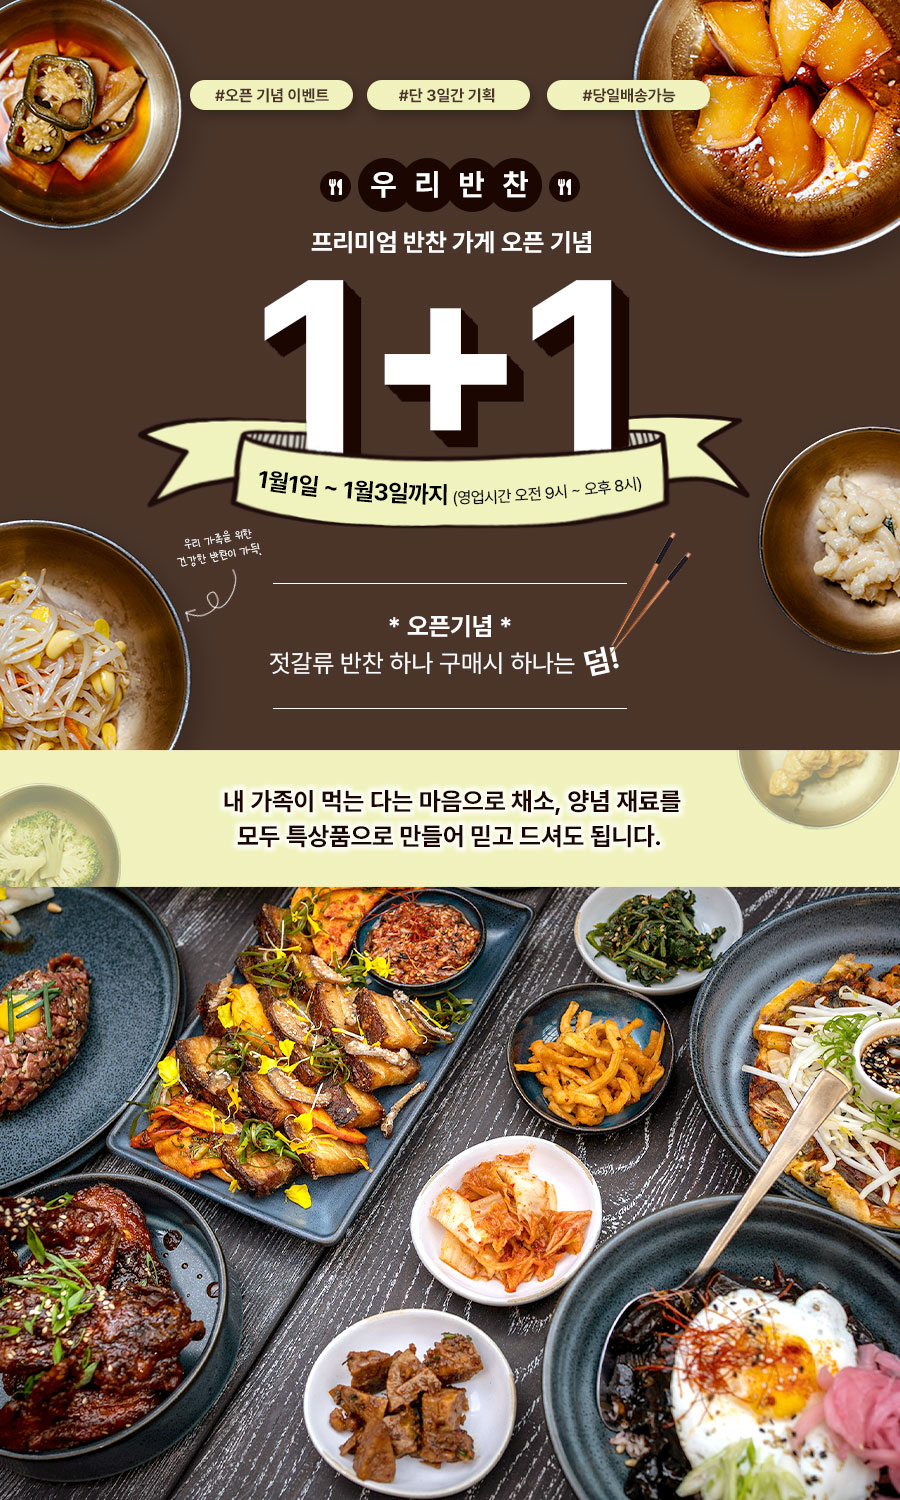 #오픈 기념 이벤트
#단 3일간 기획
#당일배송가능
우리반찬
프리미엄 반찬 가게 오픈 기념
1+1
1월1일 ~ 1월3일까지 (영업시간 오전 9시 ~ 오후 8시)
우리 가족을 위한
건강한 반찬이 가득.
* 오픈기념 *
젓갈류 반찬 하나 구매시 하나는 덤!
내 가족이 먹는 다는 마음으로 채소, 양념 재료를
모두 특상품으로 만들어 믿고 드셔도 됩니다.